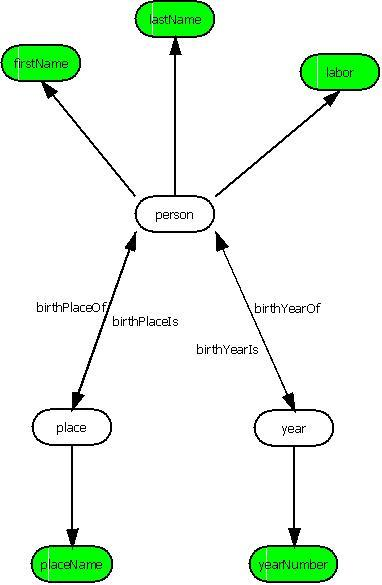 lastName
firstName
labor
person
birthPlaceOf
birthYearOf
birthPlaceIs
birthYearIs
place
year
placeName
yearNumber